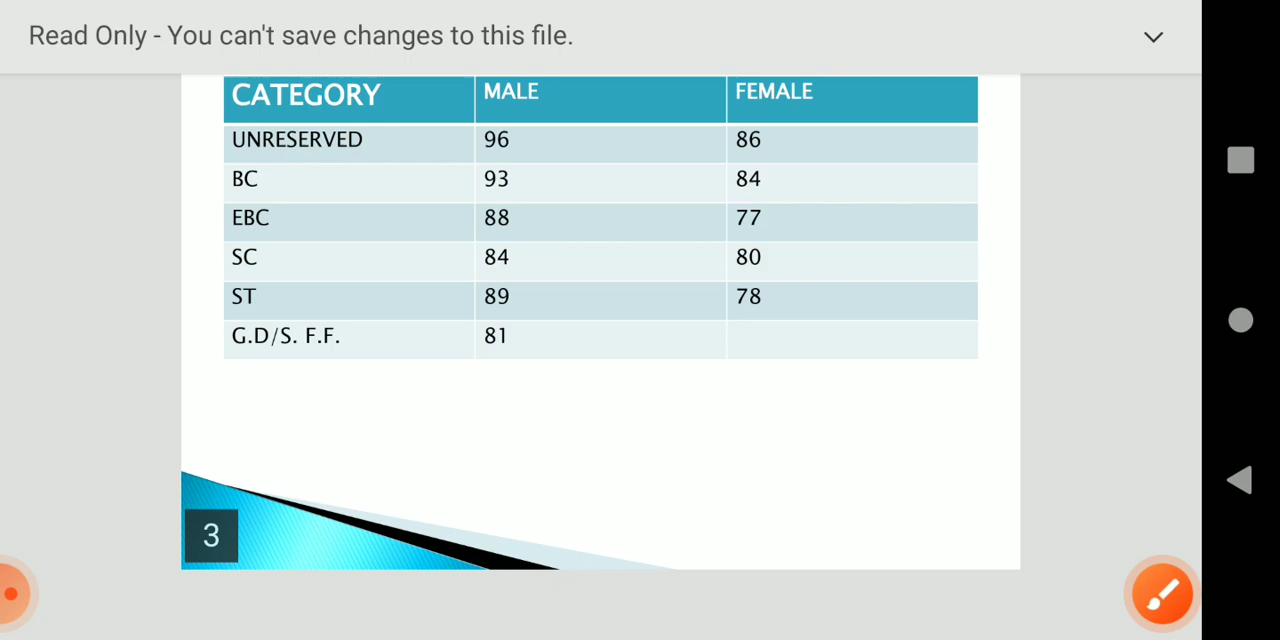 Read Only - You can't save changes to this file.
CATEGORY MALE FEMALE
UNRESERVED 96 86
BC 93 84
EBC 88 77
SC 84 80
ST 89 78
G.D/S. F.F. 81
3